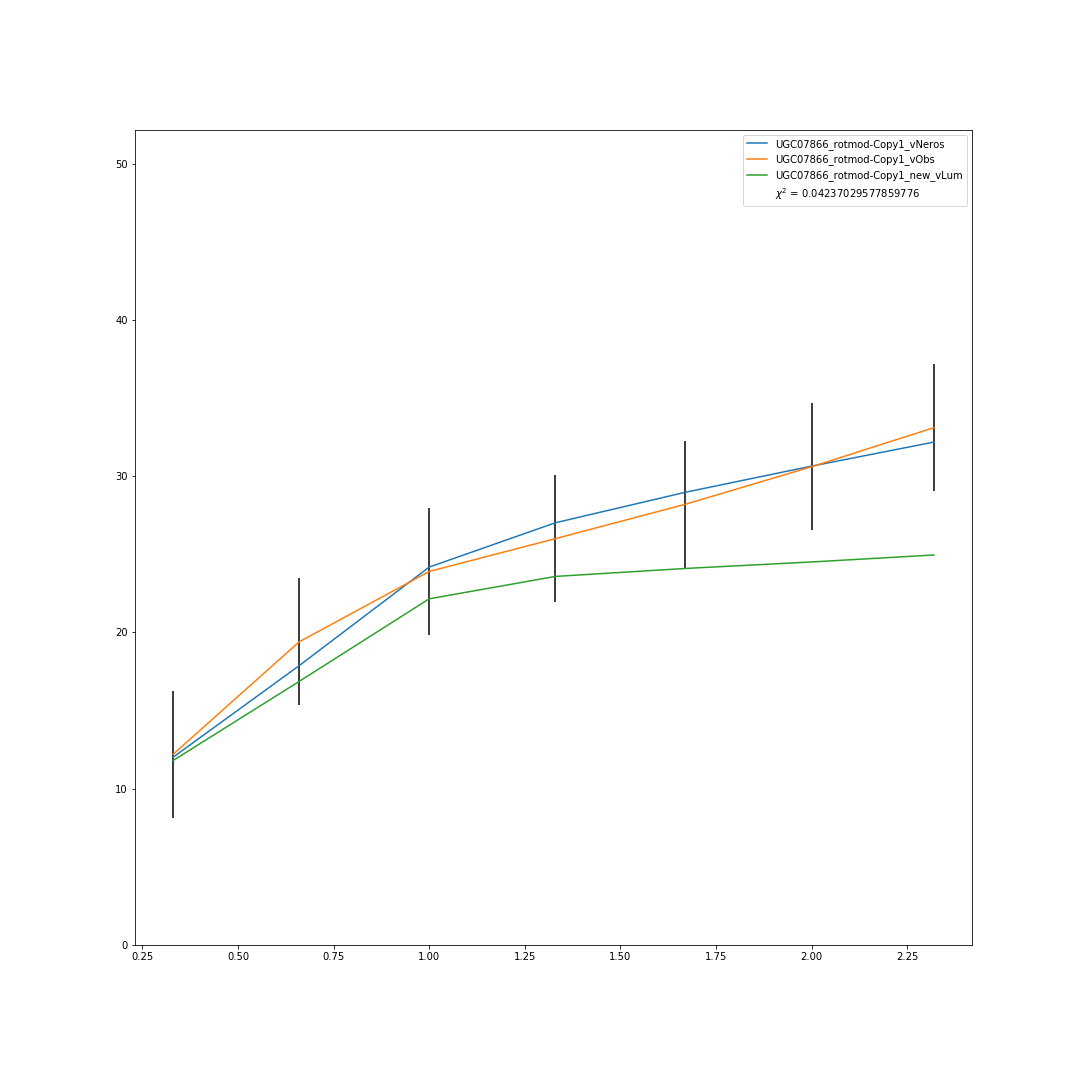 UGC07866_rotmod-Copy1_vNeros
UGC07866_rotmod-Copy1_vObs
UGC07866_rotmod-Copy1_new_vLum
χ² = 0.04237029577859776
50
40
30
20
10
0
0.25 0.50 0.75 1.00 1.25 1.50 1.75 2.00 2.25